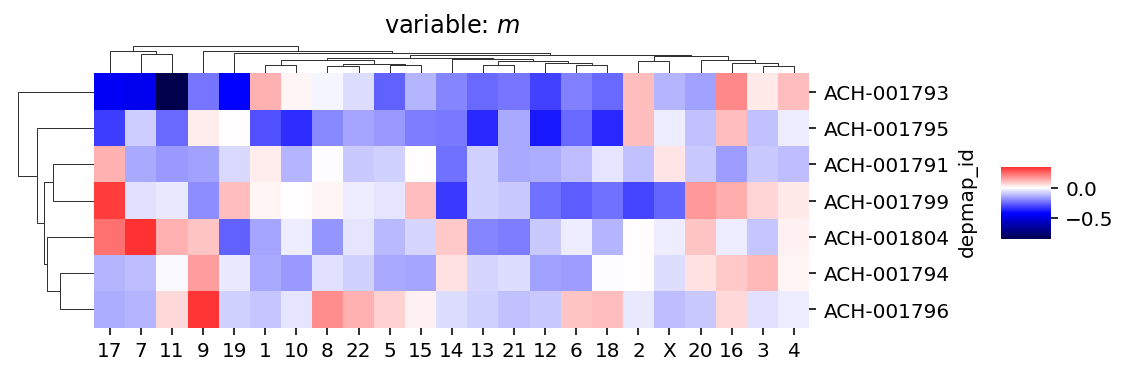 variable: m
ACH-001793
ACH-001795
ACH-001791
ACH-001799
ACH-001804
ACH-001794
ACH-001796
depmap_id
0.0
−0.5
17 7 11 9 19 1 10 8 22 5 15 14 13 21 12 6 18 2 X 20 16 3 4